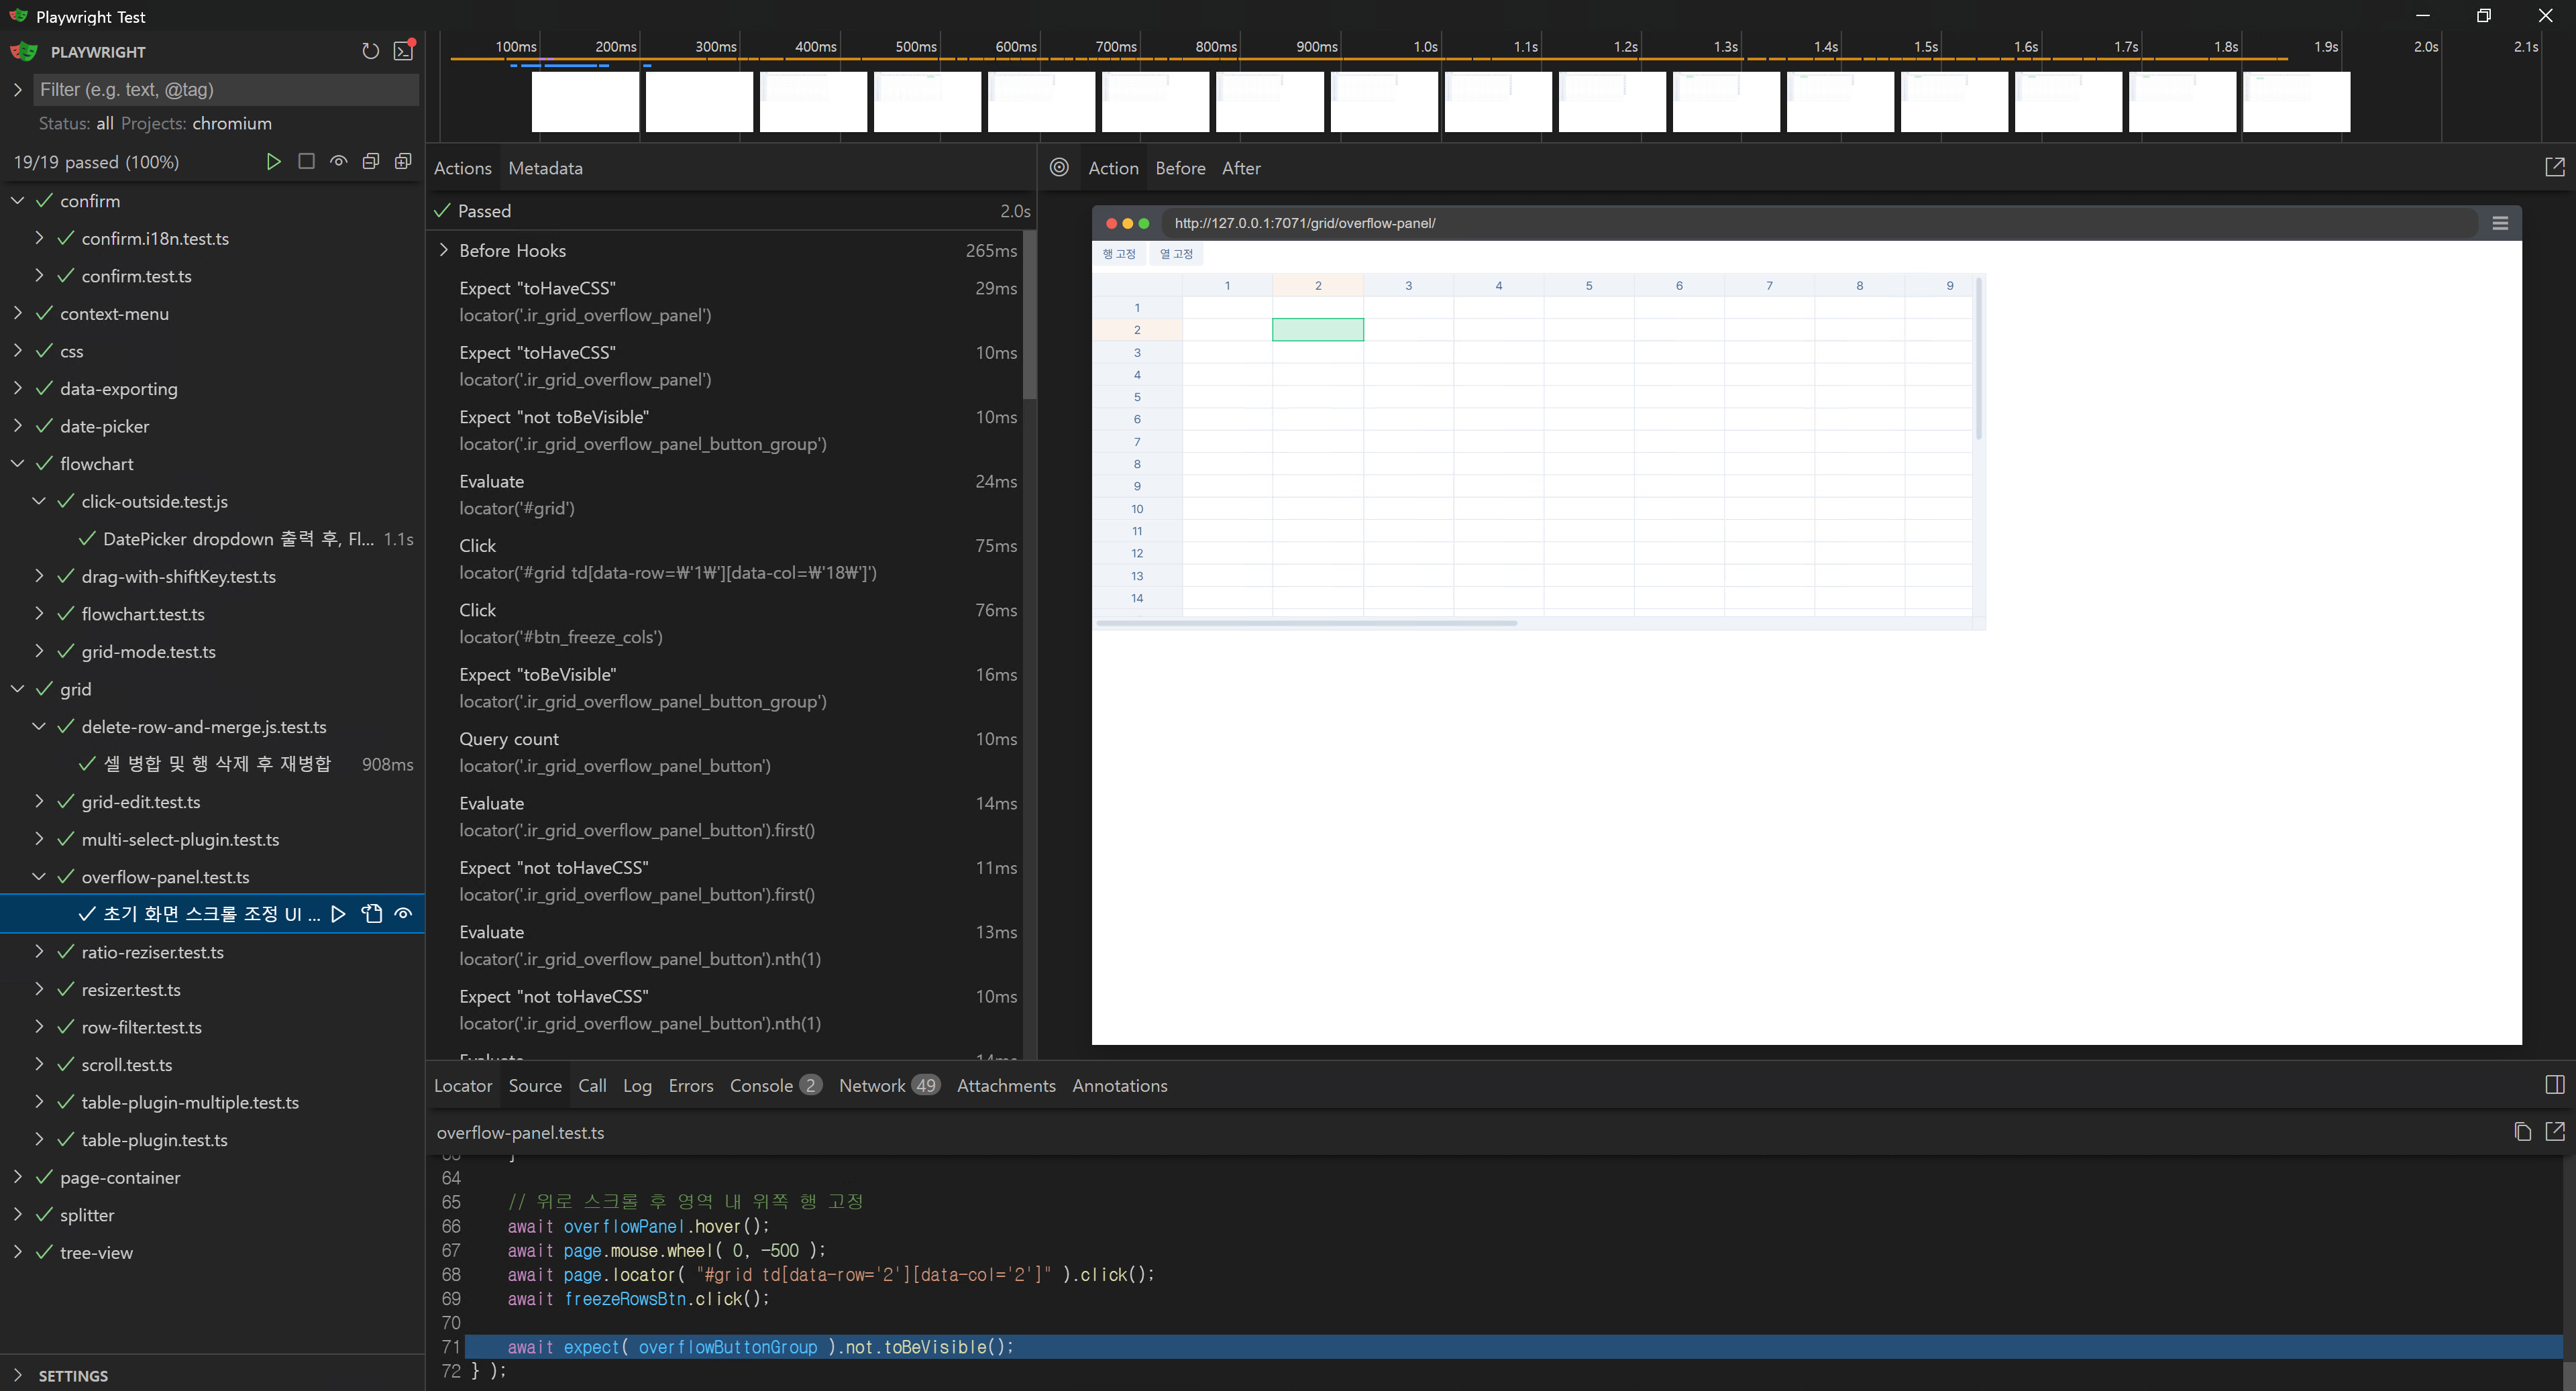 Playwright Test
PLAYWRIGHT
Filter (e.g. text, @tag)
Status: all Projects: chromium
19/19 passed (100%)
confirm
confirm.i18n.test.ts
confirm.test.ts
context-menu
css
data-exporting
date-picker
flowchart
click-outside.test.js
DatePicker dropdown 출력 후, Fl... 1.1s
drag-with-shiftKey.test.ts
flowchart.test.ts
grid-mode.test.ts
grid
delete-row-and-merge.js.test.ts
셀 병합 및 행 삭제 후 재병합 908ms
grid-edit.test.ts
multi-select-plugin.test.ts
overflow-panel.test.ts
초기 화면 스크롤 조정 UI ...
ratio-reziser.test.ts
resizer.test.ts
row-filter.test.ts
scroll.test.ts
table-plugin-multiple.test.ts
table-plugin.test.ts
page-container
splitter
tree-view
SETTINGS
100ms 200ms 300ms 400ms 500ms 600ms 700ms 800ms 900ms 1.0s 1.1s 1.2s 1.3s 1.4s 1.5s 1.6s 1.7s 1.8s 1.9s 2.0s 2.1s
Actions Metadata
Passed 2.0s
Before Hooks 265ms
Expect "toHaveCSS" 29ms
locator('.ir_grid_overflow_panel')
Expect "toHaveCSS" 10ms
locator('.ir_grid_overflow_panel')
Expect "not toBeVisible" 10ms
locator('.ir_grid_overflow_panel_button_group')
Evaluate 24ms
locator('#grid')
Click 75ms
locator('#grid td[data-row=₩'1₩'][data-col=₩'18₩']')
Click 76ms
locator('#btn_freeze_cols')
Expect "toBeVisible" 16ms
locator('.ir_grid_overflow_panel_button_group')
Query count 10ms
locator('.ir_grid_overflow_panel_button')
Evaluate 14ms
locator('.ir_grid_overflow_panel_button').first()
Expect "not toHaveCSS" 11ms
locator('.ir_grid_overflow_panel_button').first()
Evaluate 13ms
locator('.ir_grid_overflow_panel_button').nth(1)
Expect "not toHaveCSS" 10ms
locator('.ir_grid_overflow_panel_button').nth(1)
Evaluate 14ms
Action Before After
http://127.0.0.1:7071/grid/overflow-panel/
행 고정 열 고정
1 2 3 4 5 6 7 8 9
1
2
3
4
5
6
7
8
9
10
11
12
13
14
Locator Source Call Log Errors Console 2 Network 49 Attachments Annotations
overflow-panel.test.ts
63 }
64
65 // 위로 스크롤 후 영역 내 위쪽 행 고정
66 await overflowPanel.hover();
67 await page.mouse.wheel( 0, -500 );
68 await page.locator( "#grid td[data-row='2'][data-col='2']" ).click();
69 await freezeRowsBtn.click();
70
71 await expect( overflowButtonGroup ).not.toBeVisible();
72 } );